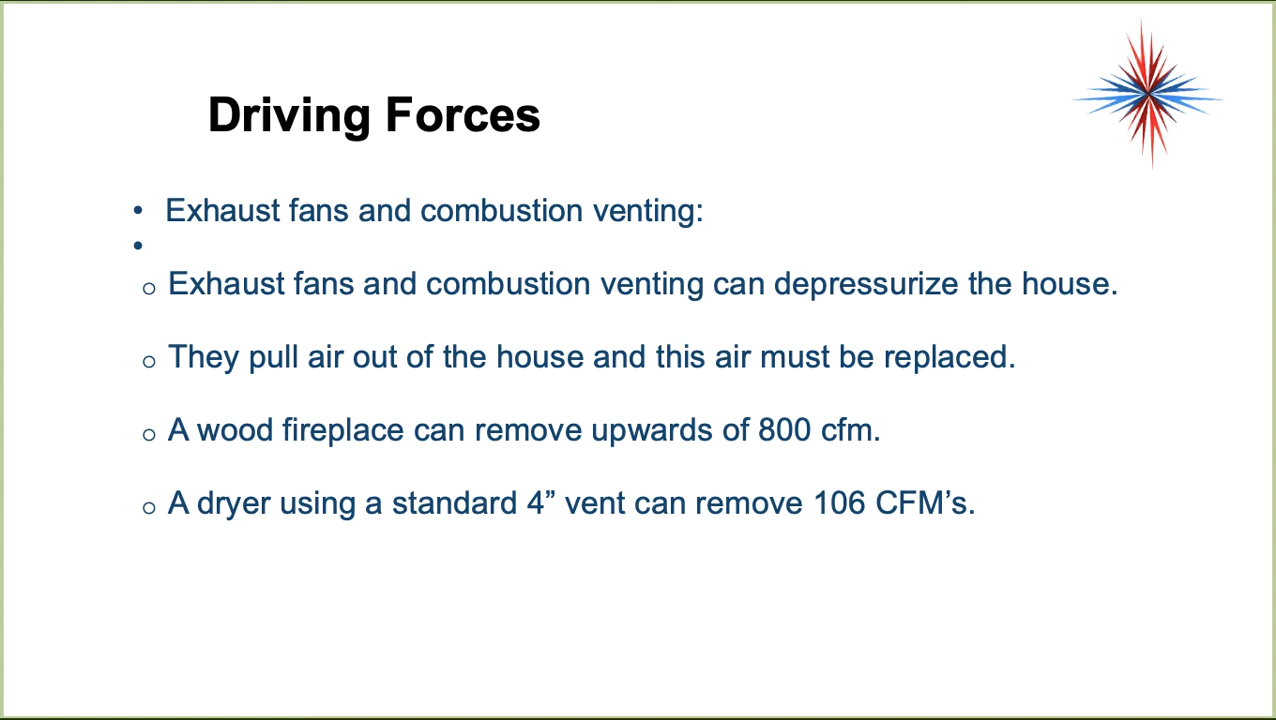 Driving Forces
• Exhaust fans and combustion venting:
•
o Exhaust fans and combustion venting can depressurize the house.
o They pull air out of the house and this air must be replaced.
o A wood fireplace can remove upwards of 800 cfm.
o A dryer using a standard 4” vent can remove 106 CFM’s.